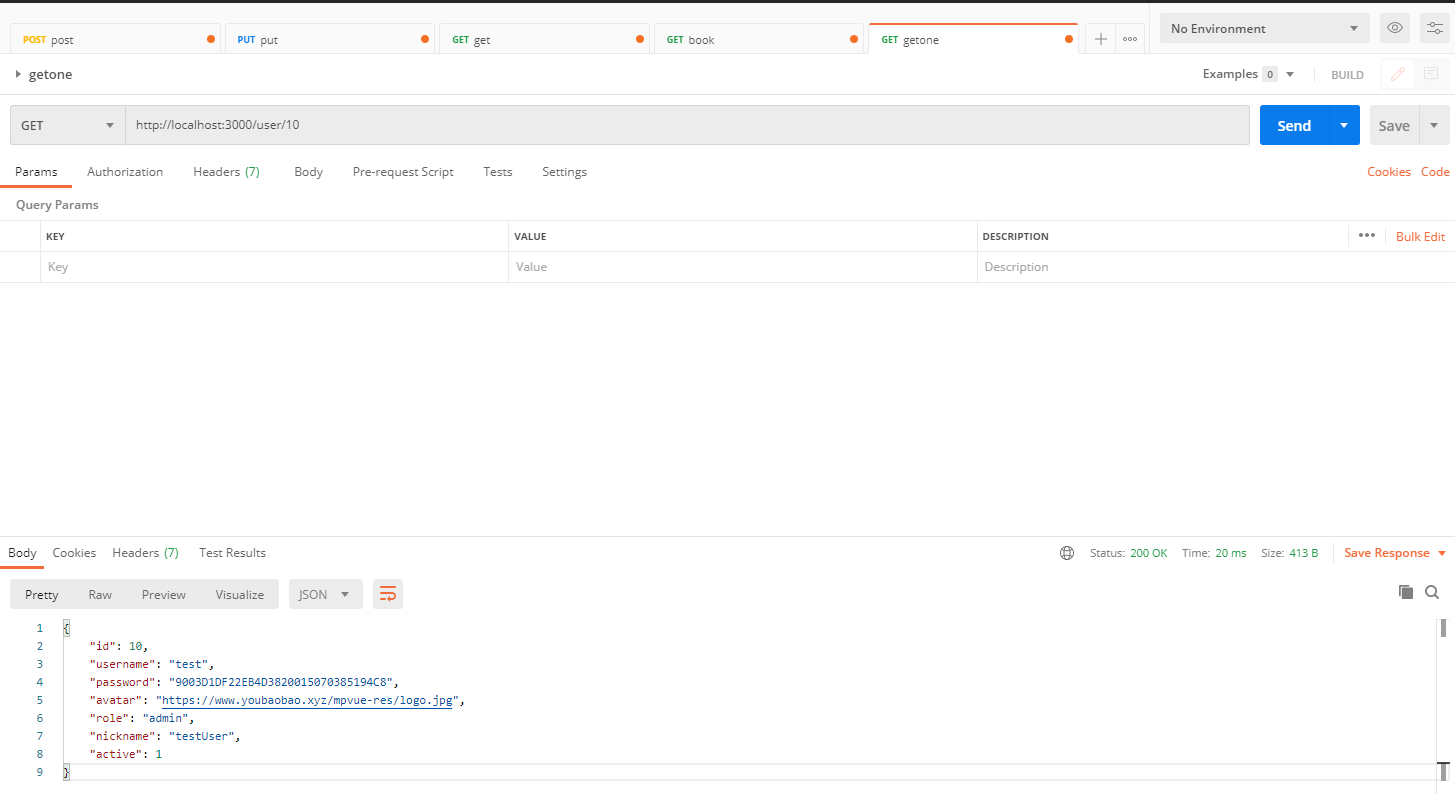 POST post PUT put GET get GET book GET getone No Environment
getone Examples 0 BUILD
GET http://localhost:3000/user/10 Send Save
Params Authorization Headers (7) Body Pre-request Script Tests Settings Cookies Code
Query Params
KEY VALUE DESCRIPTION Bulk Edit
Key Value Description
Body Cookies Headers (7) Test Results Status: 200 OK Time: 20 ms Size: 413 B Save Response
Pretty Raw Preview Visualize JSON
1 {
2 "id": 10,
3 "username": "test",
4 "password": "9003D1DF22EB4D3820015070385194C8",
5 "avatar": "https://www.youbaobao.xyz/mpvue-res/logo.jpg",
6 "role": "admin",
7 "nickname": "testUser",
8 "active": 1
9 }